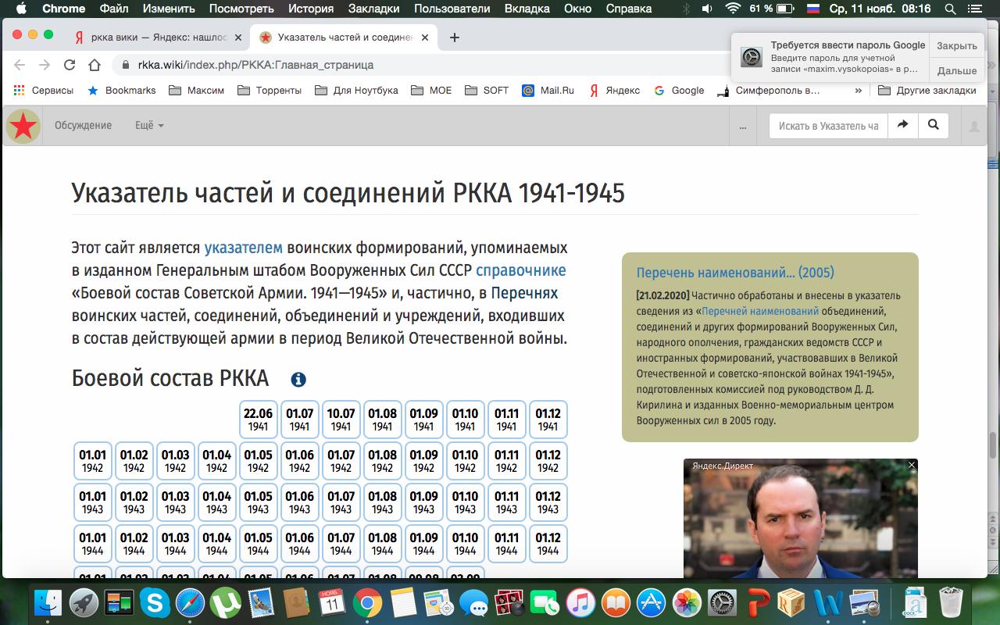 Chrome Файл Изменить Посмотреть История Закладки Пользователи Вкладка Окно Справка 61 % Ср, 11 нояб. 08:16
ркка вики — Яндекс: нашлос
Указатель частей и соединен
rkka.wiki/index.php/РККА:Главная_страница
Требуется ввести пароль Google
Введите пароль для учетной
записи «maxim.vysokopoias» в р…
Закрыть
Дальше
Сервисы Bookmarks Максим Торренты Для Ноутбука МОЕ SOFT Mail.Ru Яндекс Google Симферополь в… » Другие закладки
Обсуждение Ещё ... Искать в Указатель ча
Указатель частей и соединений РККА 1941-1945
Этот сайт является указателем воинских формирований, упоминаемых
в изданном Генеральным штабом Вооруженных Сил СССР справочнике
«Боевой состав Советской Армии. 1941—1945» и, частично, в Перечнях
воинских частей, соединений, объединений и учреждений, входивших
в состав действующей армии в период Великой Отечественной войны.
Боевой состав РККА
22.06 01.07 10.07 01.08 01.09 01.10 01.11 01.12
1941 1941 1941 1941 1941 1941 1941 1941
01.01 01.02 01.03 01.04 01.05 01.06 01.07 01.08 01.09 01.10 01.11 01.12
1942 1942 1942 1942 1942 1942 1942 1942 1942 1942 1942 1942
01.01 01.02 01.03 01.04 01.05 01.06 01.07 01.08 01.09 01.10 01.11 01.12
1943 1943 1943 1943 1943 1943 1943 1943 1943 1943 1943 1943
01.01 01.02 01.03 01.04 01.05 01.06 01.07 01.08 01.09 01.10 01.11 01.12
1944 1944 1944 1944 1944 1944 1944 1944 1944 1944 1944 1944
Перечень наименований... (2005)
[21.02.2020] Частично обработаны и внесены в указатель
сведения из «Перечней наименований объединений,
соединений и других формирований Вооруженных Сил,
народного ополчения, гражданских ведомств СССР и
иностранных формирований, участвовавших в Великой
Отечественной и советско-японской войнах 1941-1945»,
подготовленных комиссией под руководством Д. Д.
Кирилина и изданных Военно-мемориальным центром
Вооруженных сил в 2005 году.
Яндекс.Директ
НОЯБ.
11
DOCX